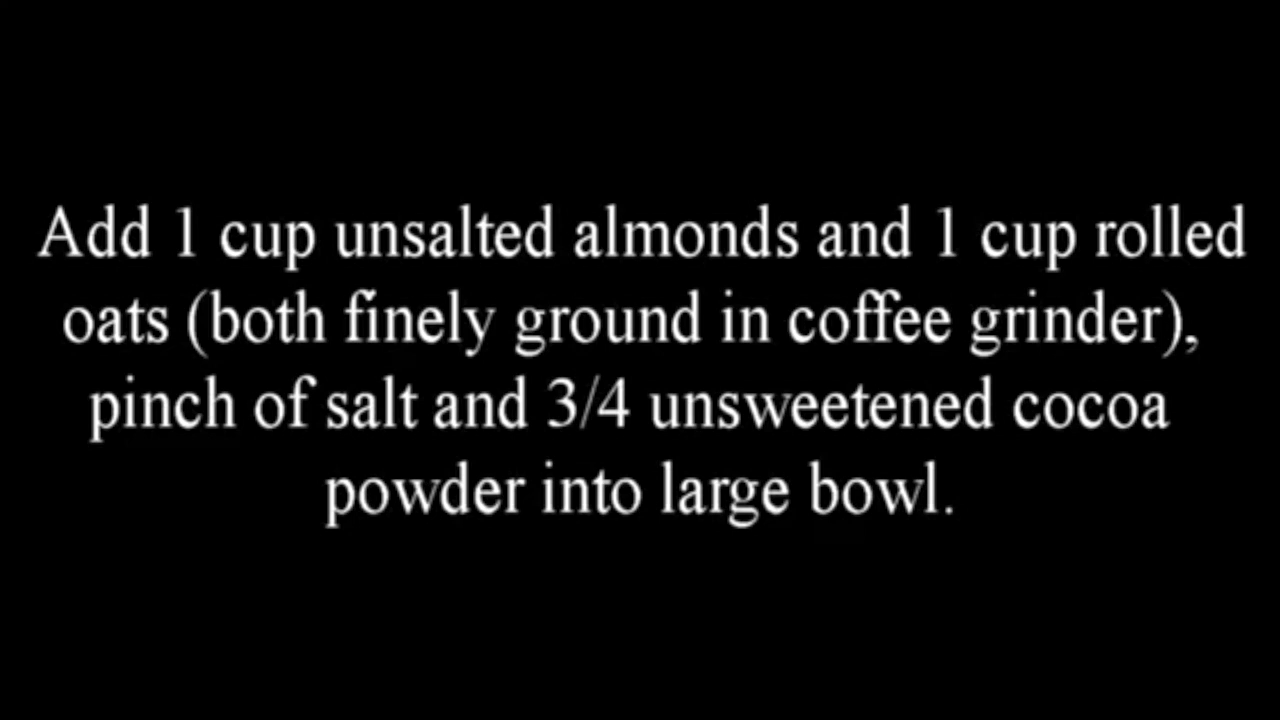 Add 1 cup unsalted almonds and 1 cup rolled
oats (both finely ground in coffee grinder),
pinch of salt and 3/4 unsweetened cocoa
powder into large bowl.